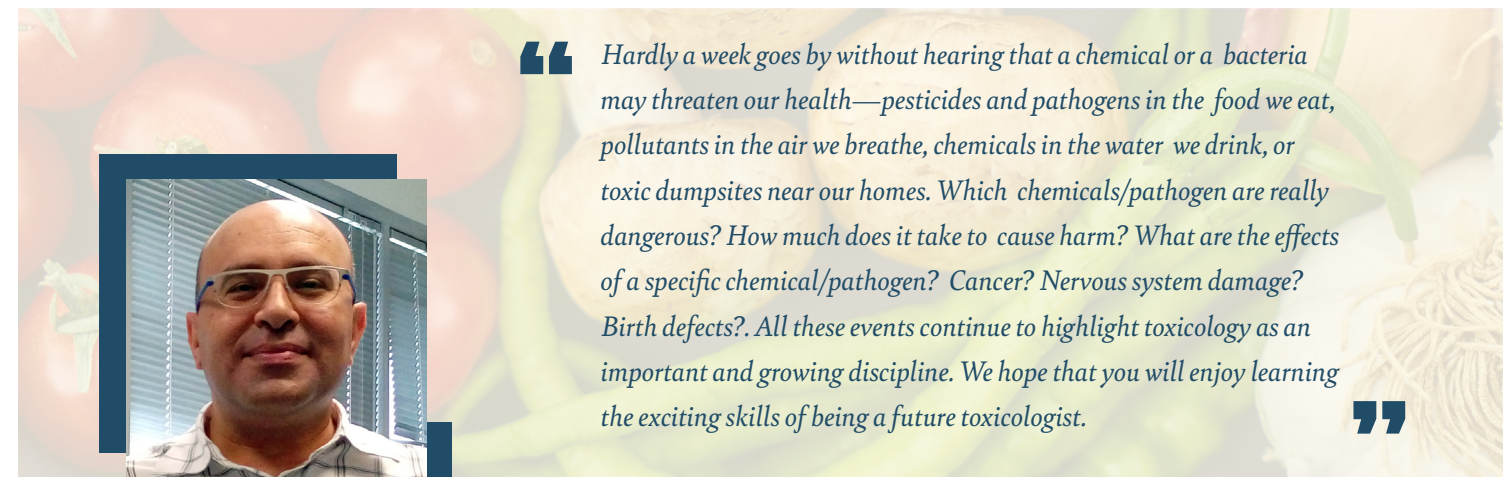 “
Hardly a week goes by without hearing that a chemical or a bacteria
may threaten our health—pesticides and pathogens in the food we eat,
pollutants in the air we breathe, chemicals in the water we drink, or
toxic dumpsites near our homes. Which chemicals/pathogen are really
dangerous? How much does it take to cause harm? What are the effects
of a specific chemical/pathogen? Cancer? Nervous system damage?
Birth defects?. All these events continue to highlight toxicology as an
important and growing discipline. We hope that you will enjoy learning
the exciting skills of being a future toxicologist.
”